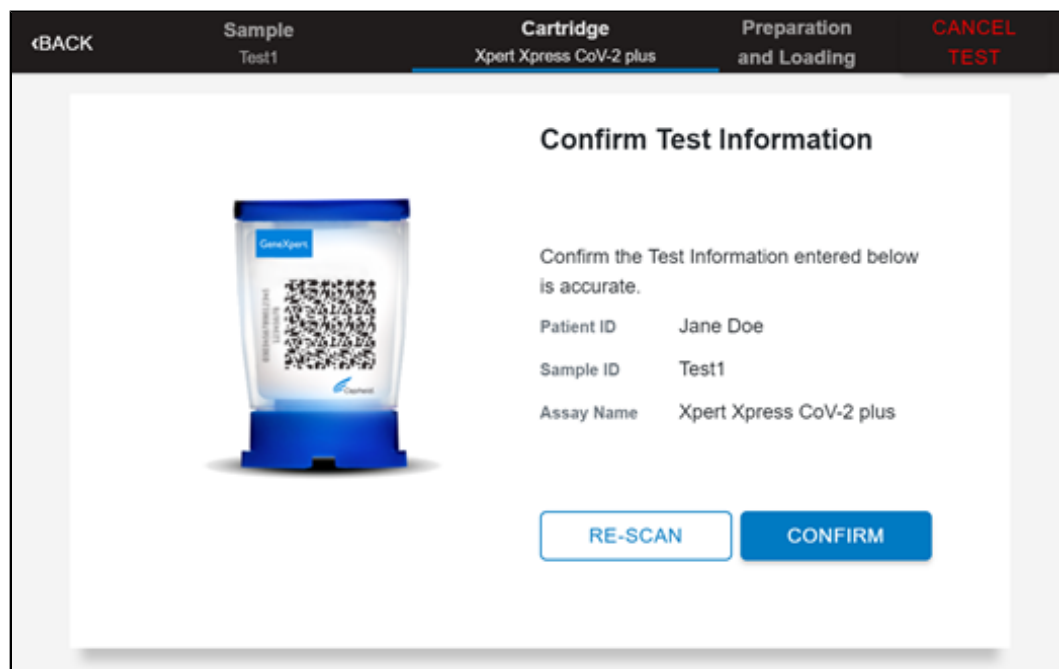 ‹BACK
Sample
Test1
Cartridge
Xpert Xpress CoV-2 plus
Preparation
and Loading
CANCEL
TEST
Confirm Test Information
GeneXpert
Cepheid
Confirm the Test Information entered below
is accurate.
Patient ID Jane Doe
Sample ID Test1
Assay Name Xpert Xpress CoV-2 plus
RE-SCAN
CONFIRM